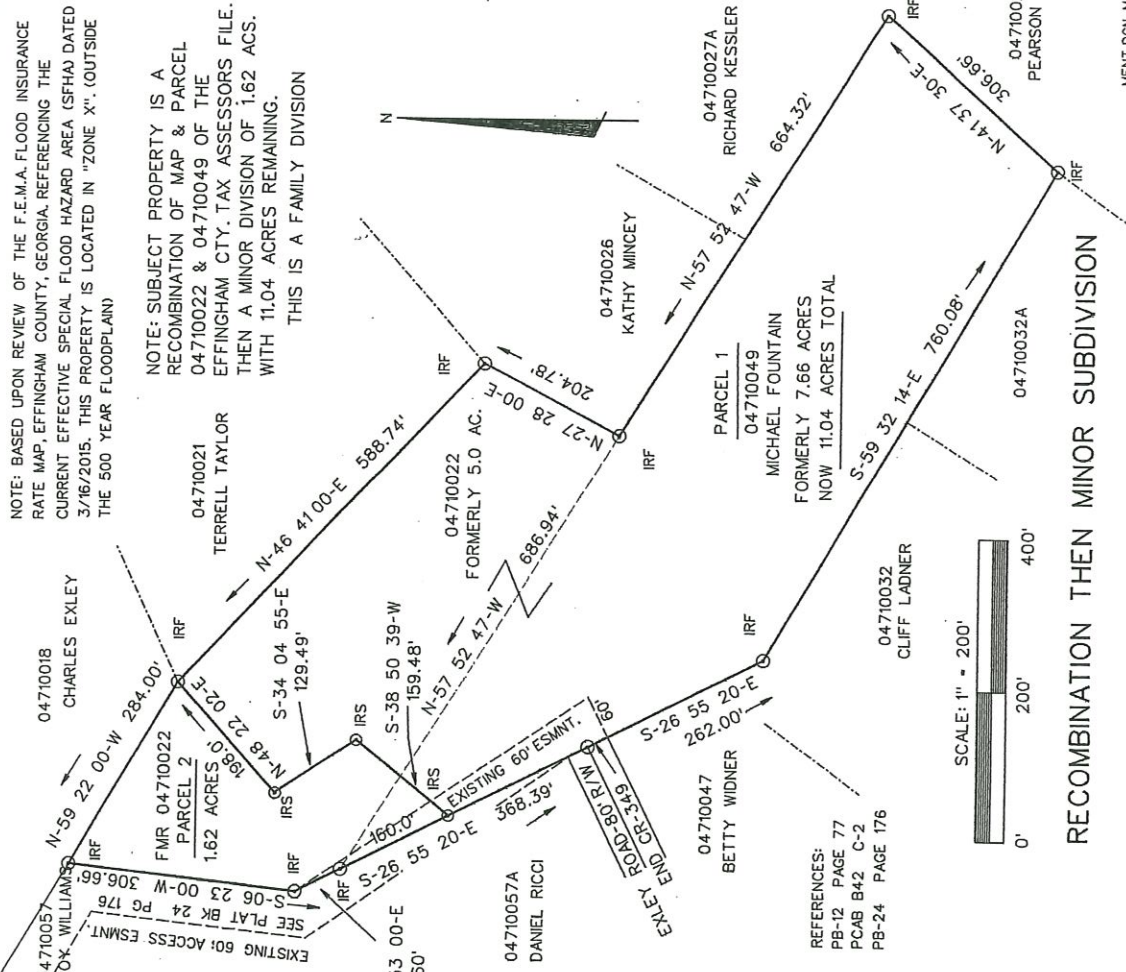 NOTE: BASED UPON REVIEW OF THE F.E.M.A. FLOOD INSURANCE
RATE MAP, EFFINGHAM COUNTY, GEORGIA, REFERENCING THE
CURRENT EFFECTIVE SPECIAL FLOOD HAZARD AREA (SFHA) DATED
3/16/2015. THIS PROPERTY IS LOCATED IN "ZONE X". (OUTSIDE
THE 500 YEAR FLOODPLAIN)
NOTE: SUBJECT PROPERTY IS A
RECOMBINATION OF MAP & PARCEL
04710022 & 04710049 OF THE
EFFINGHAM CTY. TAX ASSESSORS FILE.
THEN A MINOR DIVISION OF 1.62 ACS.
WITH 11.04 ACRES REMAINING.
THIS IS A FAMILY DIVISION
N
04710018
CHARLES EXLEY
04710021
TERRELL TAYLOR
N-59 22 00-W 284.00'
IRF
IRF
N-46 41 00-E 588.74'
IRF
4710057
OY WILLIAMS
FMR 04710022
PARCEL 2
1.62 ACRES
N-48 22 02-E
198.0'
S-34 04 55-E
129.49'
IRS
IRS
S-38 50 39-W
159.48'
IRS
04710022
FORMERLY 5.0 AC.
N-27 28 00-E
204.78'
IRF
N-57 52 47-W 686.94'
S-06 23 00-W 306.66'
SEE PLAT BK 24 PG 176
EXISTING 60' ACCESS ESMNT.
IRF
IRF
53 00-E
60'
160.0'
S-26 55 20-E 368.39'
EXISTING 60' ESMNT.
60'
04710057A
DANIEL RICCI
EXLEY ROAD-80' R/W
END CR-349
04710026
KATHY MINCEY
04710027A
RICHARD KESSLER
N-57 52 47-W 664.32'
IRF
N-41 37 30-E
306.66'
04710
PEARSON
IRF
PARCEL 1
04710049
MICHAEL FOUNTAIN
FORMERLY 7.66 ACRES
NOW 11.04 ACRES TOTAL
S-59 32 14-E 760.08'
04710032A
S-26 55 20-E
262.00'
IRF
04710047
BETTY WIDNER
04710032
CLIFF LADNER
REFERENCES:
PB-12 PAGE 77
PCAB B42 C-2
PB-24 PAGE 176
SCALE: 1" - 200'
0' 200' 400'
RECOMBINATION THEN MINOR SUBDIVISION